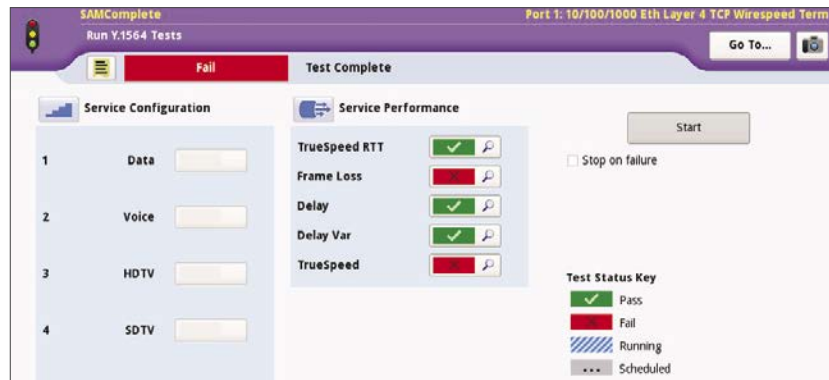 SAMComplete
Port 1: 10/100/1000 Eth Layer 4 TCP Wirespeed Term
Run Y.1564 Tests
Go To...
Fail
Test Complete
Service Configuration
Service Performance
Start
Stop on failure
1 Data
2 Voice
3 HDTV
4 SDTV
TrueSpeed RTT
Frame Loss
Delay
Delay Var
TrueSpeed
Test Status Key
Pass
Fail
Running
... Scheduled